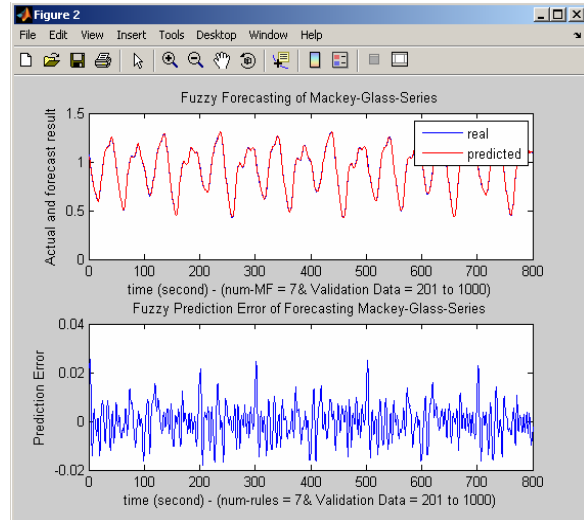 Figure 2
File Edit View Insert Tools Desktop Window Help
Fuzzy Forecasting of Mackey-Glass-Series
Actual and forecast result
1.5
1
0.5
0
real
predicted
0 100 200 300 400 500 600 700 800
time (second) - (num-MF = 7& Validation Data = 201 to 1000)
Fuzzy Prediction Error of Forecasting Mackey-Glass-Series
Prediction Error
0.04
0.02
0
-0.02
0 100 200 300 400 500 600 700 800
time (second) - (num-rules = 7& Validation Data = 201 to 1000)